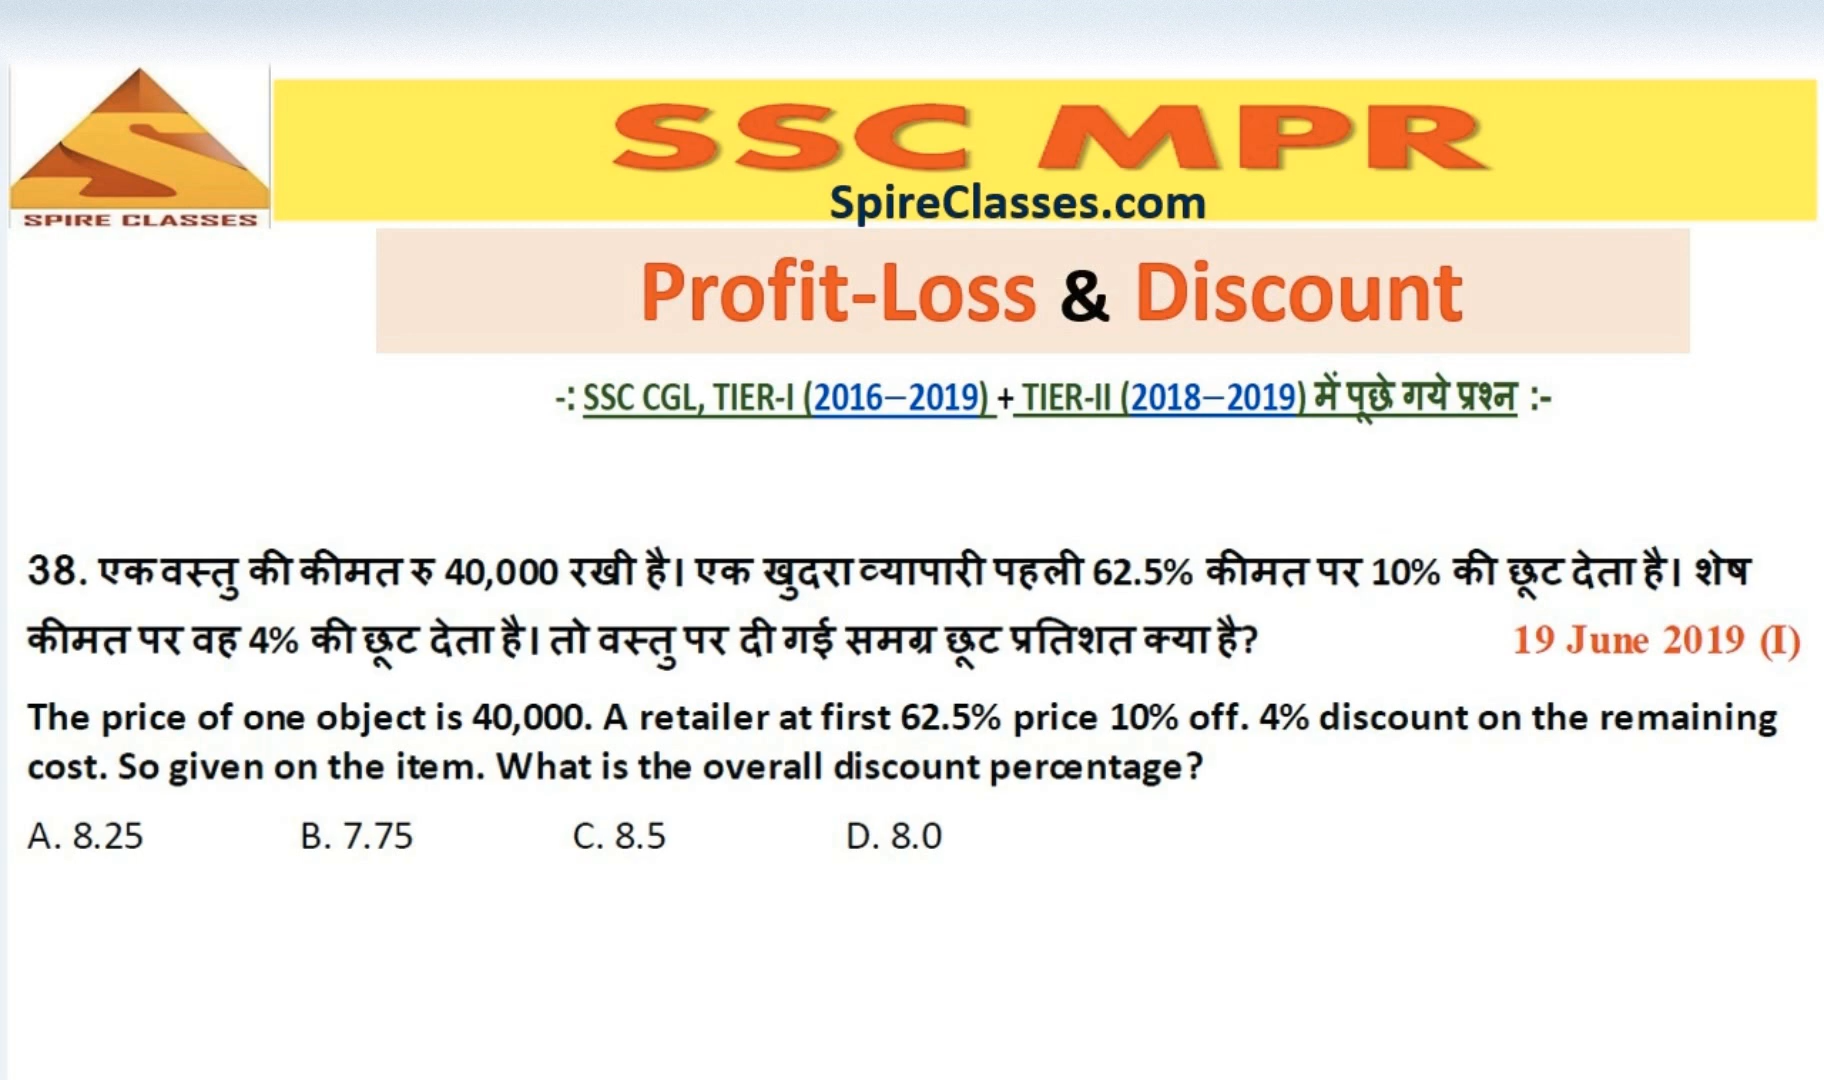 SPIRE CLASSES
SSC MPR
SpireClasses.com
Profit-Loss & Discount
-: SSC CGL, TIER-I (2016–2019) + TIER-II (2018–2019) में पूछे गये प्रश्न :-
38. एक वस्तु की कीमत रु 40,000 रखी है। एक खुदरा व्यापारी पहली 62.5% कीमत पर 10% की छूट देता है। शेष
कीमत पर वह 4% की छूट देता है। तो वस्तु पर दी गई समग्र छूट प्रतिशत क्या है? 19 June 2019 (I)
The price of one object is 40,000. A retailer at first 62.5% price 10% off. 4% discount on the remaining
cost. So given on the item. What is the overall discount percentage?
A. 8.25 B. 7.75 C. 8.5 D. 8.0